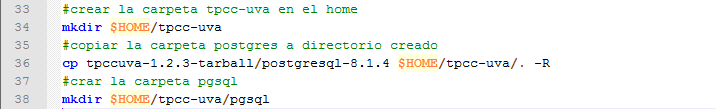 33 #crear la carpeta tpcc-uva en el home
34 mkdir $HOME/tpcc-uva
35 #copiar la carpeta postgres a directorio creado
36 cp tpccuva-1.2.3-tarball/postgresql-8.1.4 $HOME/tpcc-uva/. -R
37 #crar la carpeta pgsql
38 mkdir $HOME/tpcc-uva/pgsql